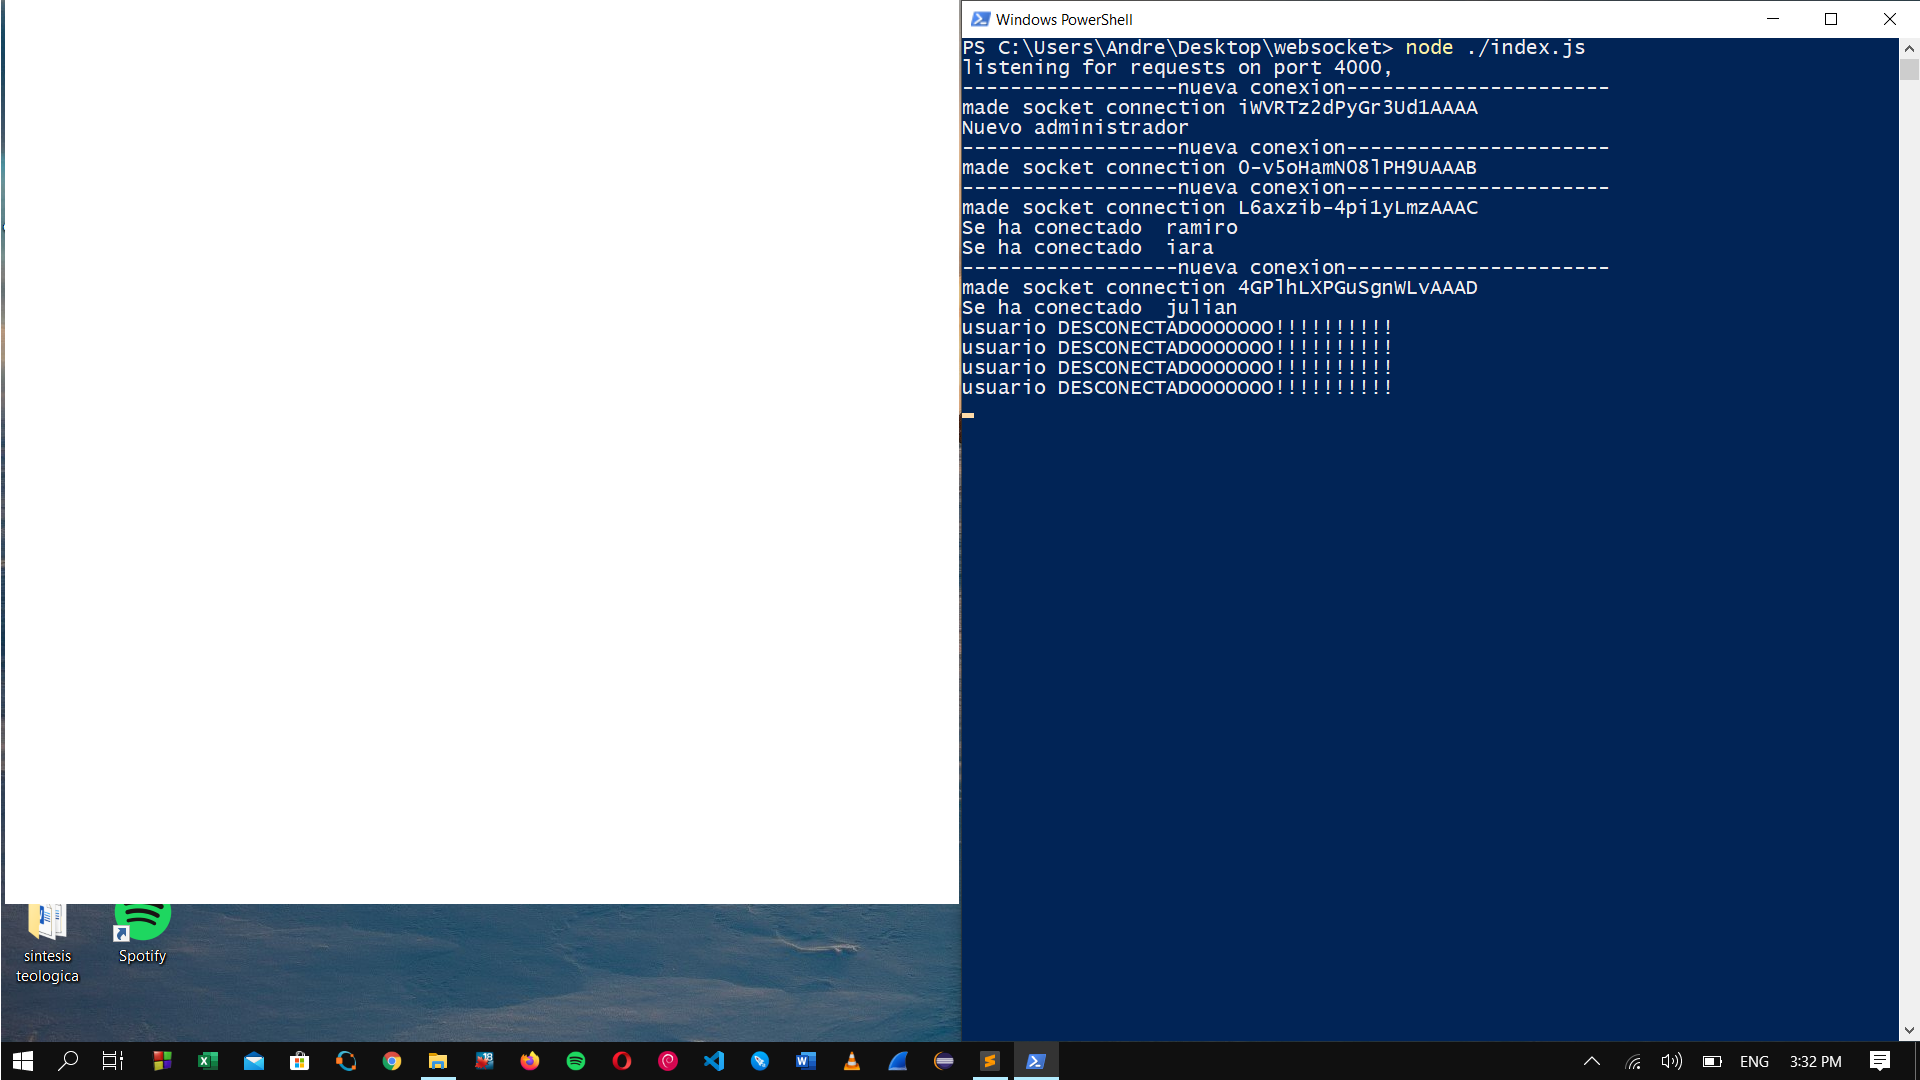 Windows PowerShell
PS C:\Users\Andre\Desktop\websocket> node ./index.js
listening for requests on port 4000,
------------------nueva conexion----------------------
made socket connection iWVRTz2dPyGr3Ud1AAAA
Nuevo administrador
------------------nueva conexion----------------------
made socket connection O-v5oHamNO8lPH9UAAAB
------------------nueva conexion----------------------
made socket connection L6axzib-4pi1yLmzAAAC
Se ha conectado  ramiro
Se ha conectado  iara
------------------nueva conexion----------------------
made socket connection 4GPlhLXPGuSgnWLvAAAD
Se ha conectado  julian
usuario DESCONECTADOOOOOOO!!!!!!!!!!
usuario DESCONECTADOOOOOOO!!!!!!!!!!
usuario DESCONECTADOOOOOOO!!!!!!!!!!
usuario DESCONECTADOOOOOOO!!!!!!!!!!
sintesis
teologica
Spotify
18
ENG
3:32 PM